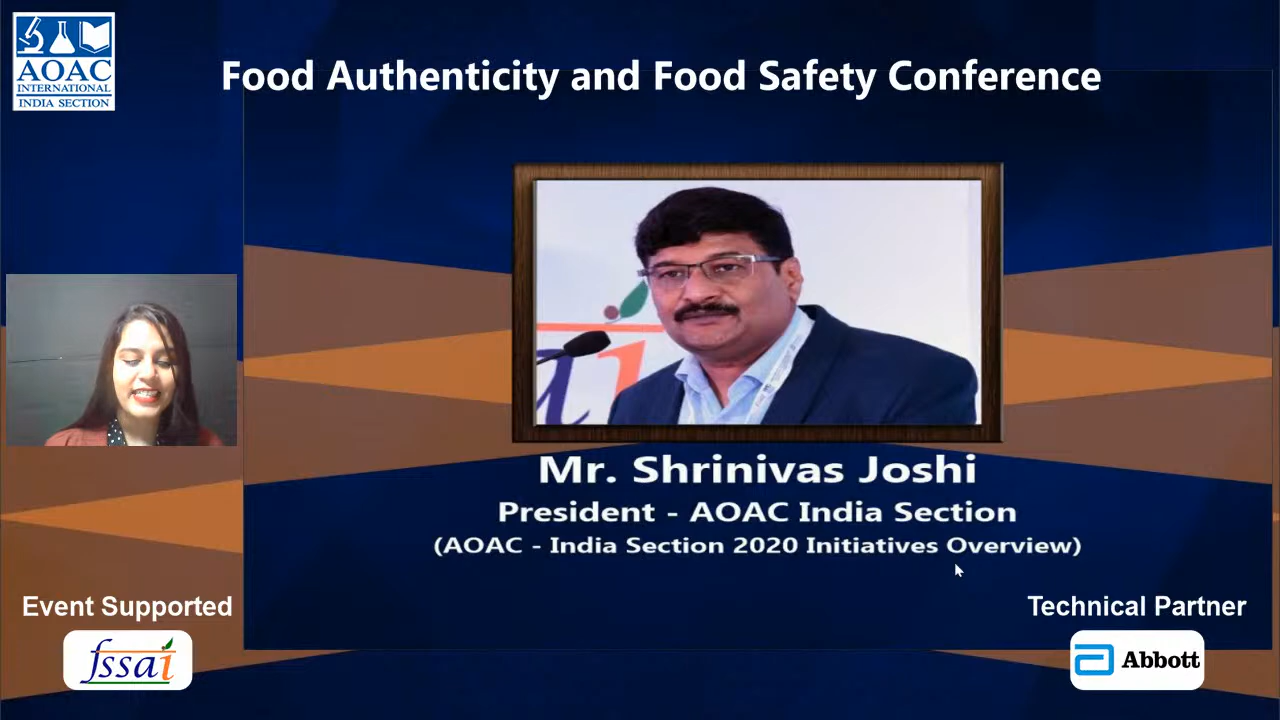 AOAC
INTERNATIONAL
INDIA SECTION
Food Authenticity and Food Safety Conference
Mr. Shrinivas Joshi
President - AOAC India Section
(AOAC - India Section 2020 Initiatives Overview)
Event Supported
fssai
Technical Partner
Abbott